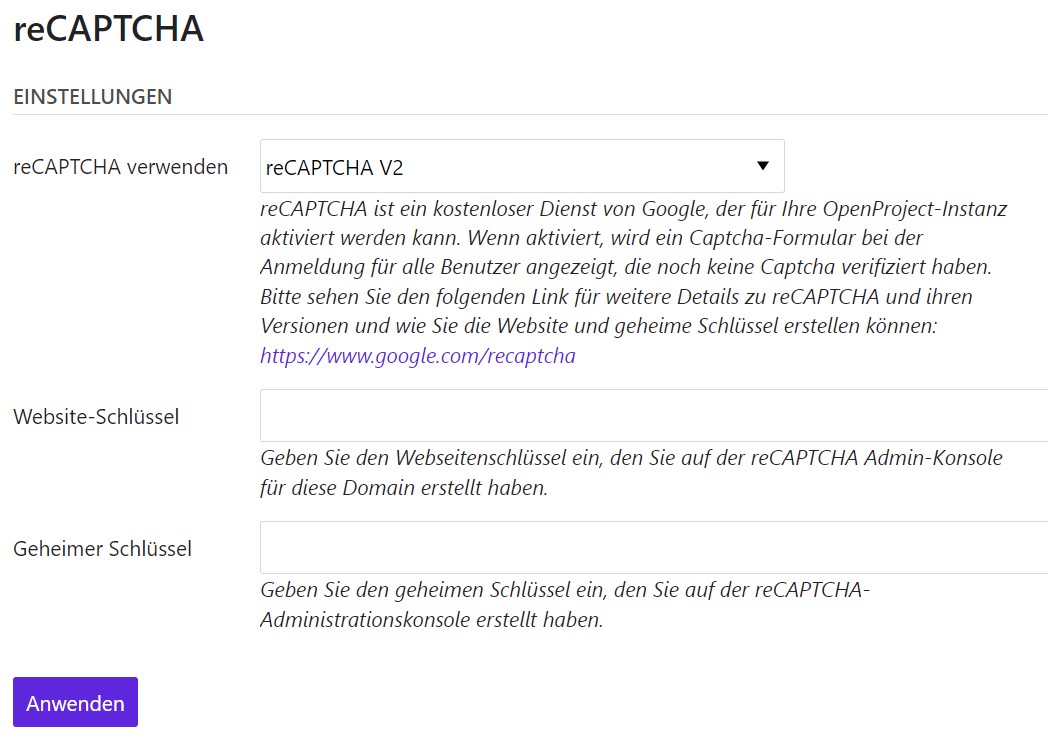 reCAPTCHA
EINSTELLUNGEN
reCAPTCHA verwenden
reCAPTCHA V2
reCAPTCHA ist ein kostenloser Dienst von Google, der für Ihre OpenProject-Instanz
aktiviert werden kann. Wenn aktiviert, wird ein Captcha-Formular bei der
Anmeldung für alle Benutzer angezeigt, die noch keine Captcha verifiziert haben.
Bitte sehen Sie den folgenden Link für weitere Details zu reCAPTCHA und ihren
Versionen und wie Sie die Website und geheime Schlüssel erstellen können:
https://www.google.com/recaptcha
Website-Schlüssel
Geben Sie den Webseitenschlüssel ein, den Sie auf der reCAPTCHA Admin-Konsole
für diese Domain erstellt haben.
Geheimer Schlüssel
Geben Sie den geheimen Schlüssel ein, den Sie auf der reCAPTCHA-
Administrationskonsole erstellt haben.
Anwenden